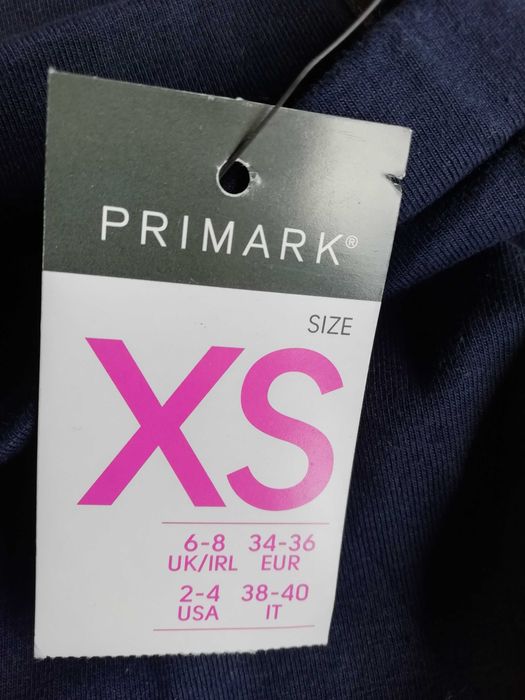 PRIMARK®
SIZE
XS
6-8 34-36
UK/IRL EUR
2-4 38-40
USA IT